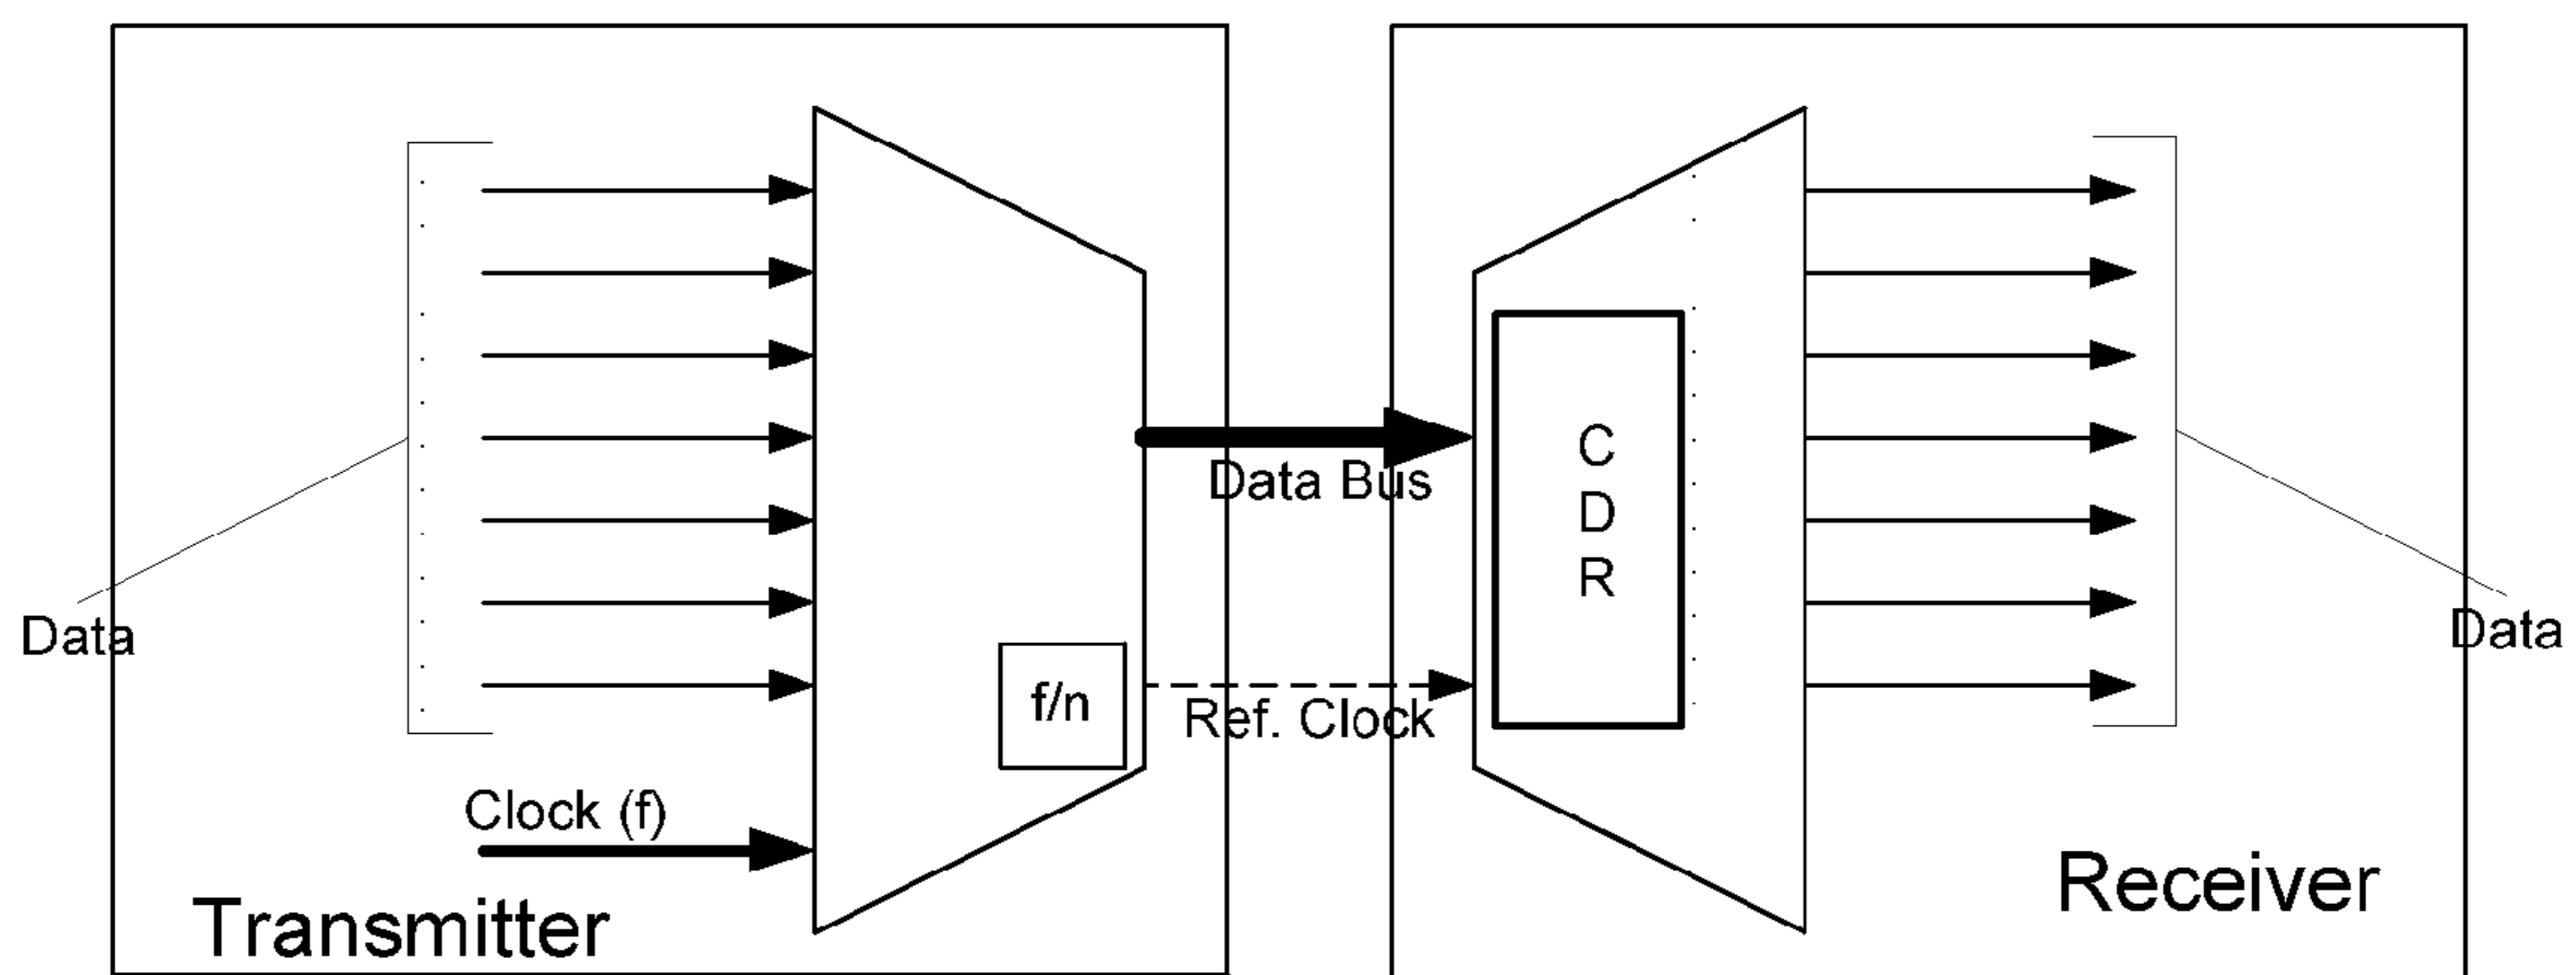 Data
Clock (f)
Transmitter
f/n
Data Bus
Ref. Clock
C
D
R
Data
Receiver